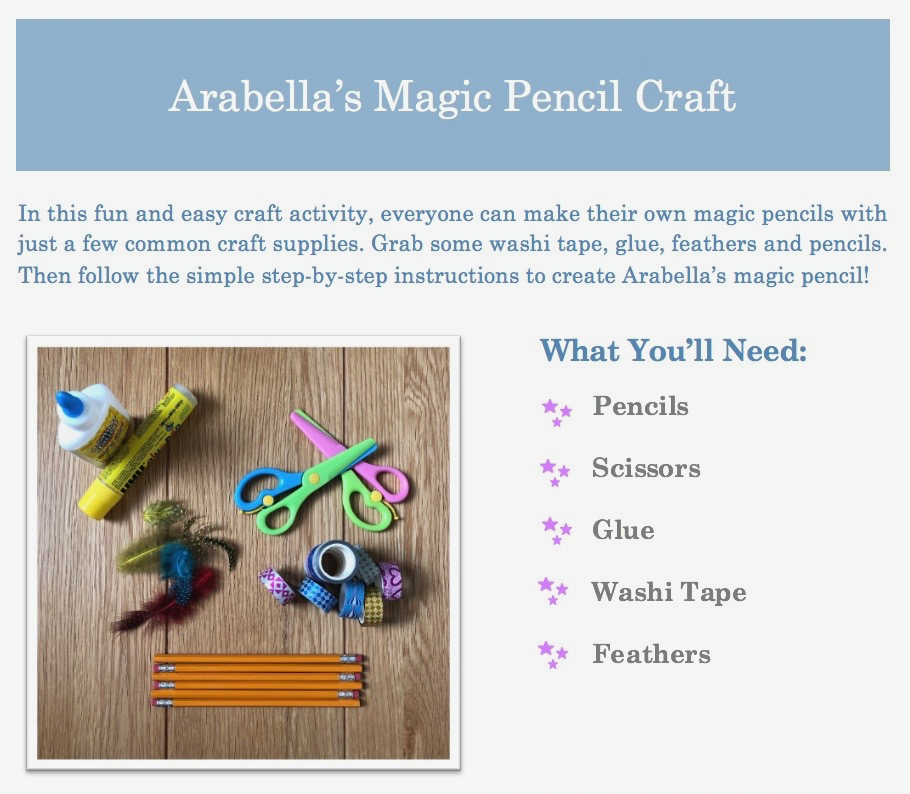 Arabella’s Magic Pencil Craft
In this fun and easy craft activity, everyone can make their own magic pencils with
just a few common craft supplies. Grab some washi tape, glue, feathers and pencils.
Then follow the simple step-by-step instructions to create Arabella’s magic pencil!
What You’ll Need:
Pencils
Scissors
Glue
Washi Tape
Feathers